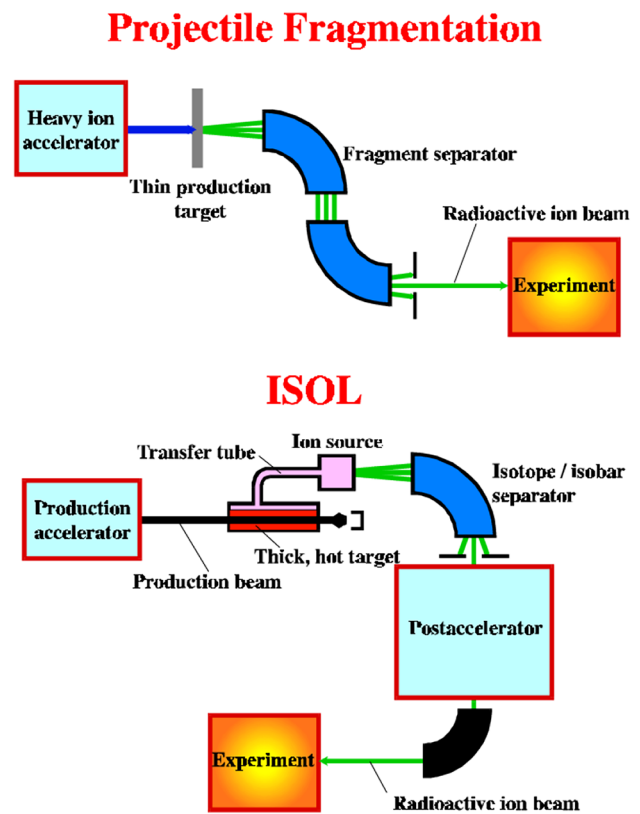 Projectile Fragmentation
Heavy ion
accelerator
Thin production
target
Fragment separator
Radioactive ion beam
Experiment
ISOL
Transfer tube
Ion source
Isotope / isobar
separator
Production
accelerator
Thick, hot target
Production beam
Postaccelerator
Experiment
Radioactive ion beam